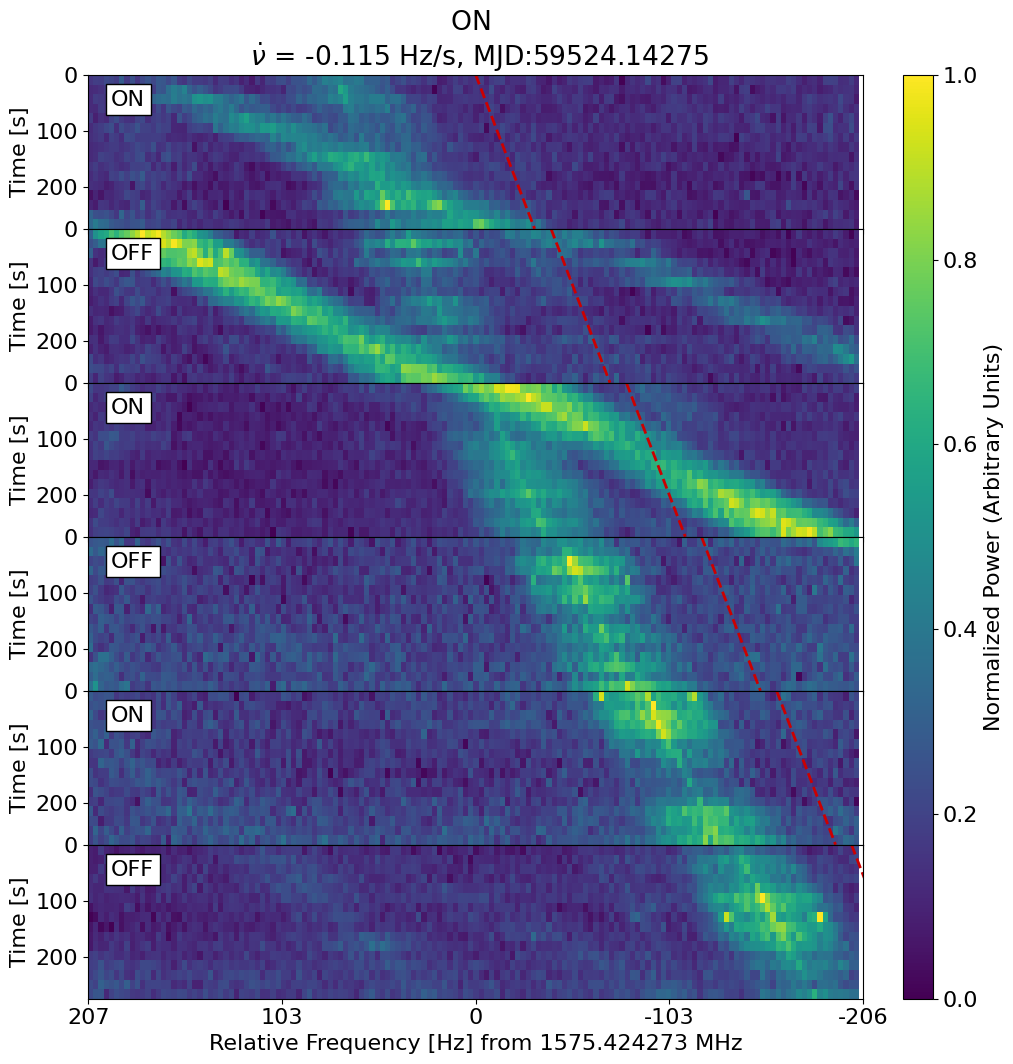 ON
ν̇ = -0.115 Hz/s, MJD:59524.14275
0
ON
100
Time [s]
200
0
OFF
100
Time [s]
200
0
ON
100
Time [s]
200
0
OFF
100
Time [s]
200
0
ON
100
Time [s]
200
0
OFF
100
Time [s]
200
207 103 0 -103 -206
Relative Frequency [Hz] from 1575.424273 MHz
1.0
0.8
0.6
0.4
0.2
0.0
Normalized Power (Arbitrary Units)